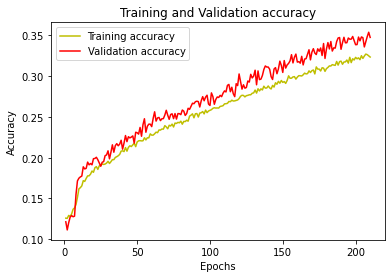 Training and Validation accuracy
Training accuracy
Validation accuracy
0.35
0.30
0.25
0.20
0.15
0.10
Accuracy
0
50
100
150
200
Epochs